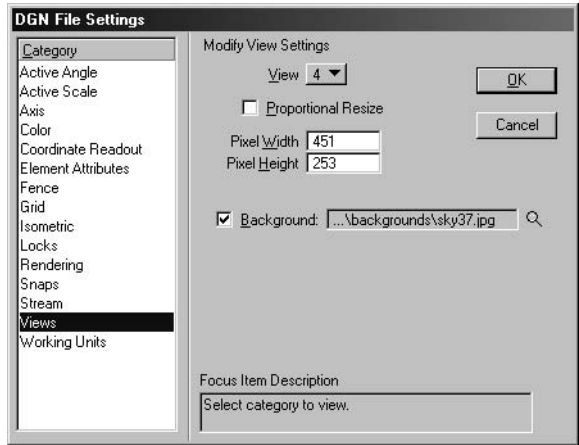 DGN File Settings
Category
Active Angle
Active Scale
Axis
Color
Coordinate Readout
Element Attributes
Fence
Grid
Isometric
Locks
Rendering
Snaps
Stream
Views
Working Units
Modify View Settings
View 4
Proportional Resize
Pixel Width 451
Pixel Height 253
Background: ...\backgrounds\sky37.jpg
OK
Cancel
Focus Item Description
Select category to view.